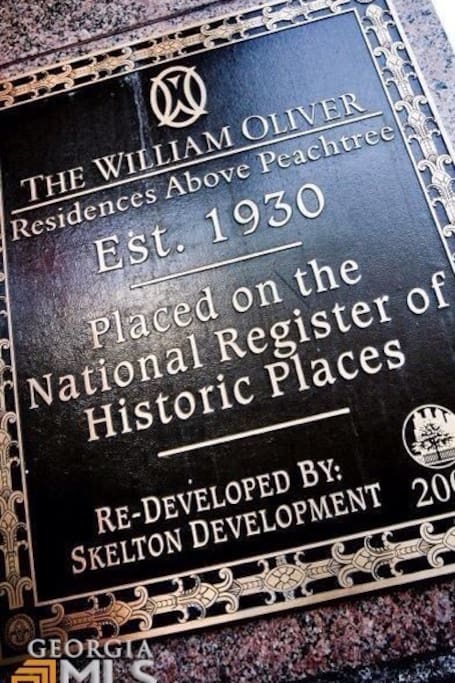 THE WILLIAM OLIVER
Residences Above Peachtree
Est. 1930
Placed on the
National Register of
Historic Places
RE-DEVELOPED BY:
SKELTON DEVELOPMENT
GEORGIA
MLS